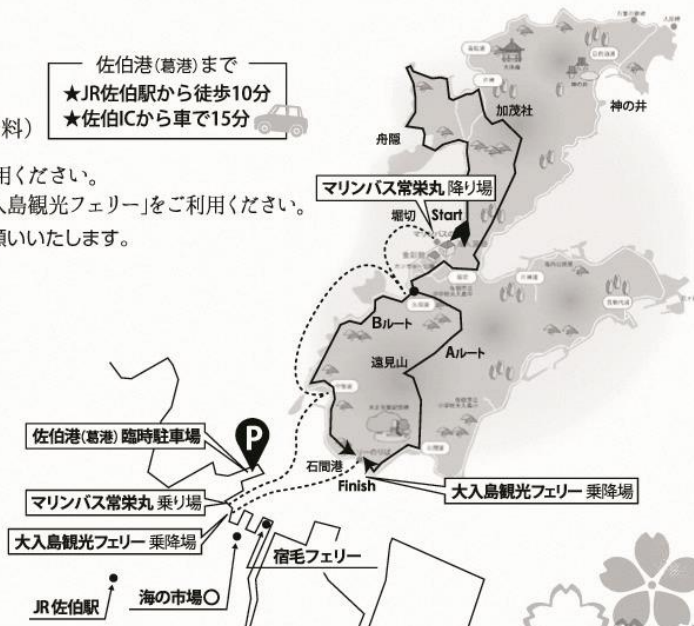 佐伯港(葛港)まで
★JR佐伯駅から徒歩10分
★佐伯ICから車で15分
料)
用ください。
入島観光フェリー」をご利用ください。
願いいたします。
加茂社
神の井
舟隠
マリンバス常栄丸 降り場
堀切
Start
Bルート
Aルート
遠見山
佐伯港(葛港) 臨時駐車場
P
石間港
Finish
マリンバス常栄丸 乗り場
大入島観光フェリー 乗降場
大入島観光フェリー 乗降場
宿毛フェリー
海の市場○
JR佐伯駅